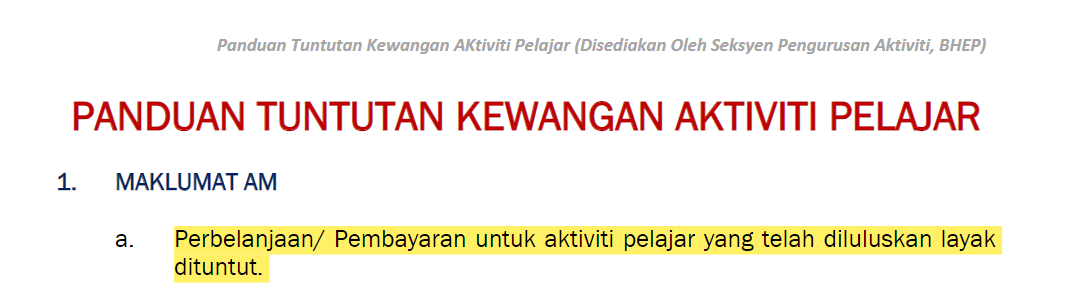 Panduan Tuntutan Kewangan AKtiviti Pelajar (Disediakan Oleh Seksyen Pengurusan Aktiviti, BHEP)
PANDUAN TUNTUTAN KEWANGAN AKTIVITI PELAJAR
1. MAKLUMAT AM
a. Perbelanjaan/ Pembayaran untuk aktiviti pelajar yang telah diluluskan layak
dituntut.